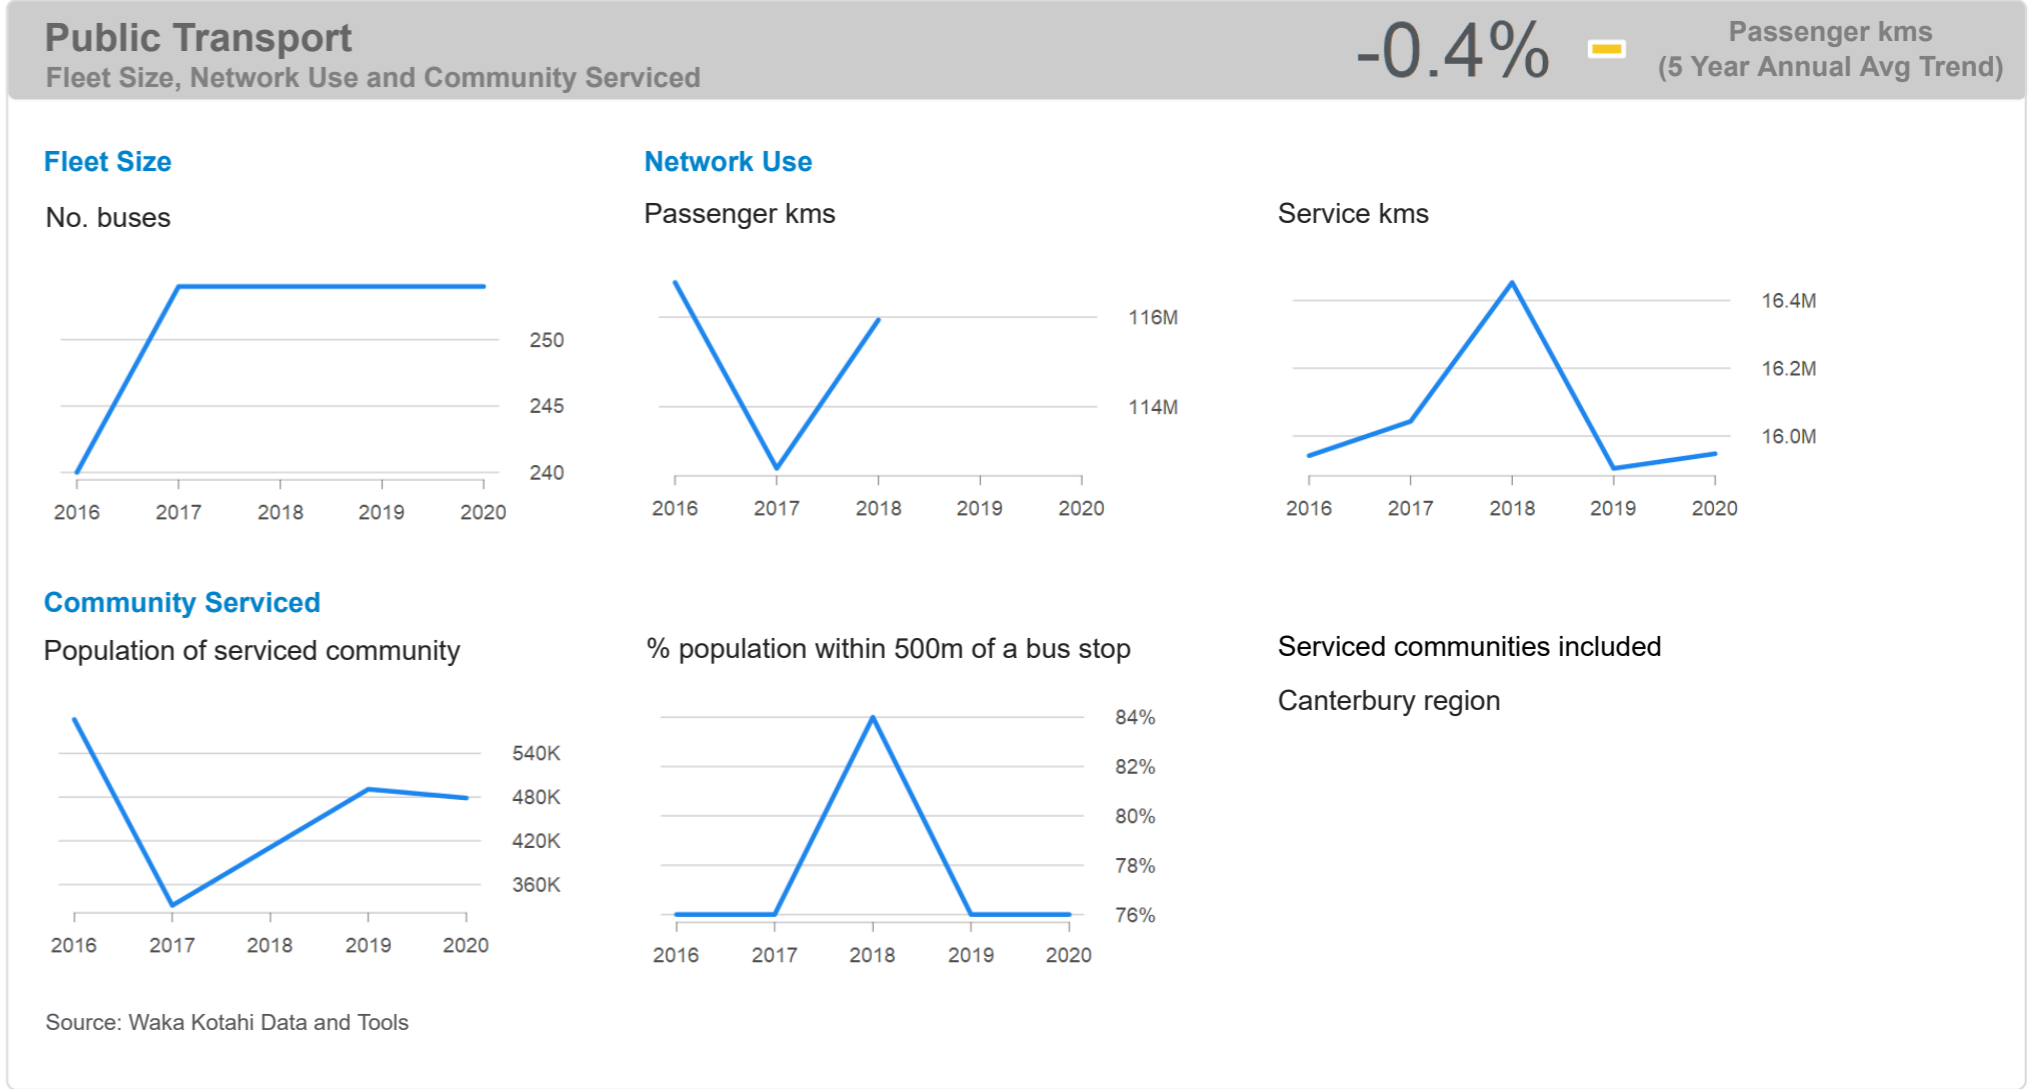 Public Transport
Fleet Size, Network Use and Community Serviced
-0.4%
Passenger kms
(5 Year Annual Avg Trend)
Fleet Size
No. buses
250
245
240
2016 2017 2018 2019 2020
Network Use
Passenger kms
116M
114M
2016 2017 2018 2019 2020
Service kms
16.4M
16.2M
16.0M
2016 2017 2018 2019 2020
Community Serviced
Population of serviced community
540K
480K
420K
360K
2016 2017 2018 2019 2020
% population within 500m of a bus stop
84%
82%
80%
78%
76%
2016 2017 2018 2019 2020
Serviced communities included
Canterbury region
Source: Waka Kotahi Data and Tools